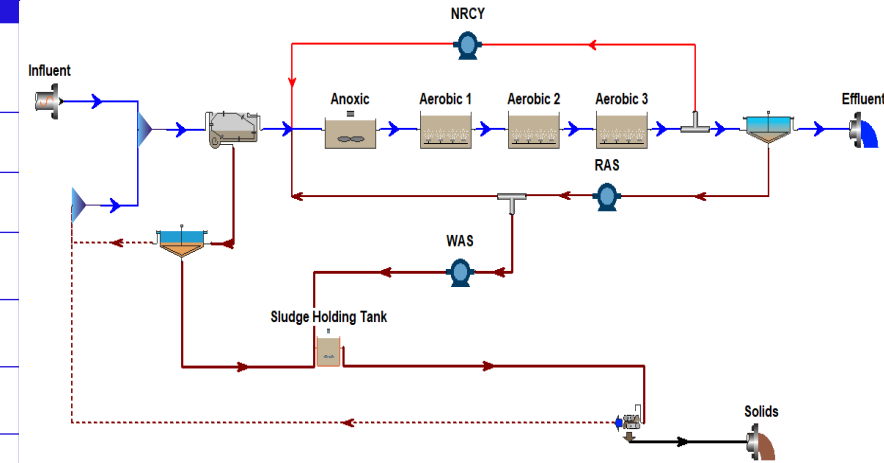 NRCY
Influent
Anoxic
Aerobic 1
Aerobic 2
Aerobic 3
Effluent
RAS
WAS
Sludge Holding Tank
Solids